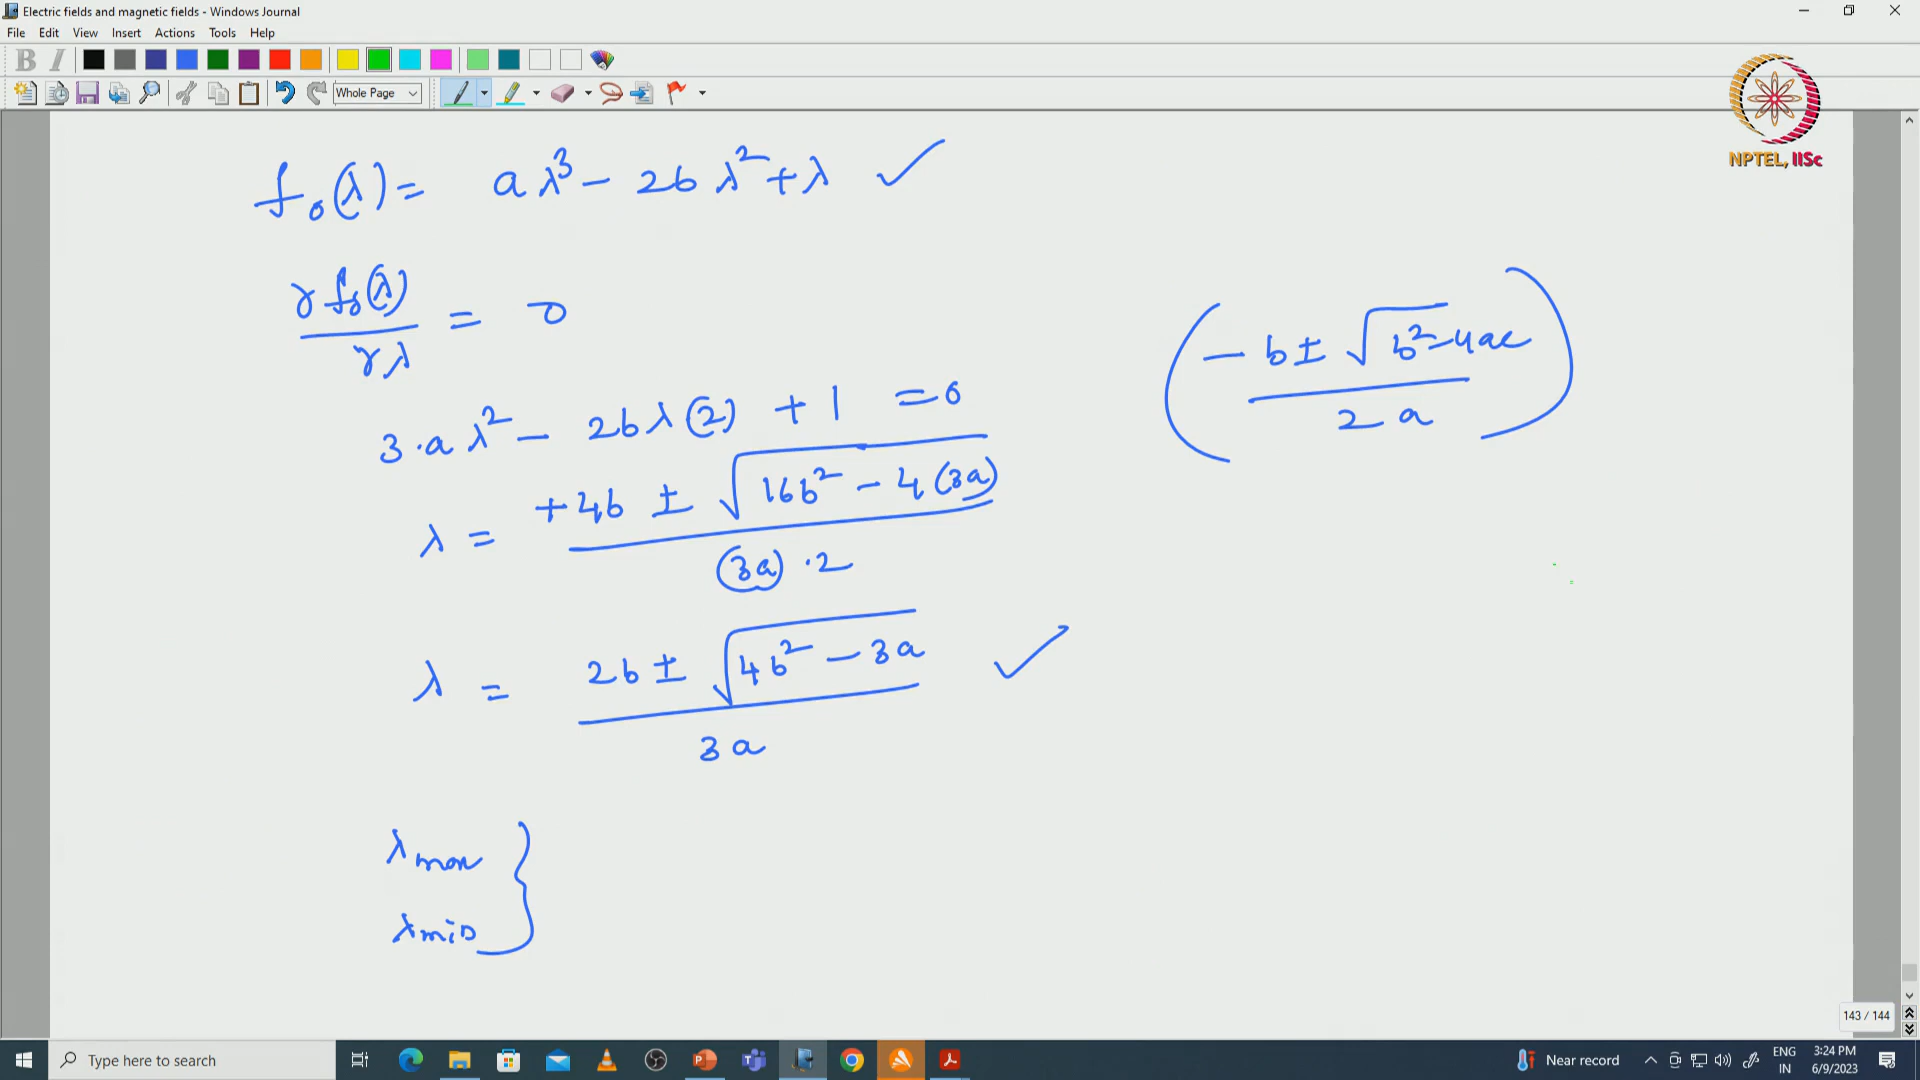 Electric fields and magnetic fields - Windows Journal
File Edit View Insert Actions Tools Help
B I
Whole Page
NPTEL, IISc
f₀(λ) = aλ³ - 2bλ² + λ ✓
γf₀(λ) / γλ = 0
(-b ± √(b² - 4ac) / 2a)
3·aλ² - 2bλ(2) + 1 = 0
λ = +4b ± √(16b² - 4(3a)) / (3a)·2
λ = 2b ± √(4b² - 3a) / 3a ✓
λmax
λmin
143 / 144
Type here to search
Near record
ENG
IN
3:24 PM
6/9/2023